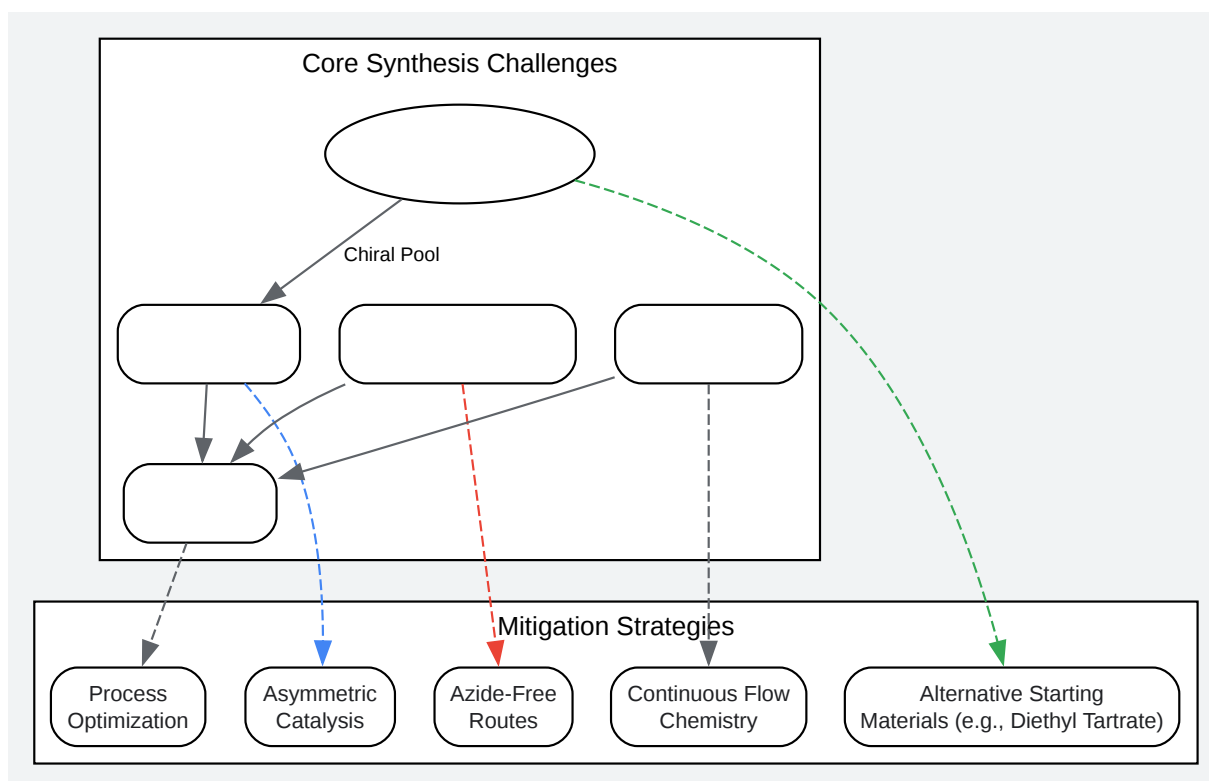 Core Synthesis Challenges
Chiral Pool
Mitigation Strategies
Process
Optimization
Asymmetric
Catalysis
Azide-Free
Routes
Continuous Flow
Chemistry
Alternative Starting
Materials (e.g., Diethyl Tartrate)